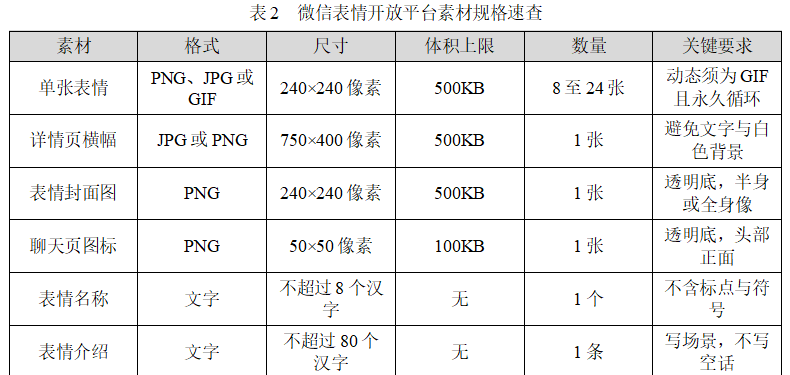 表 2 微信表情开放平台素材规格速查
素材 格式 尺寸 体积上限 数量 关键要求
单张表情 PNG、JPG 或 GIF 240×240 像素 500KB 8 至 24 张 动态须为 GIF 且永久循环
详情页横幅 JPG 或 PNG 750×400 像素 500KB 1 张 避免文字与白色背景
表情封面图 PNG 240×240 像素 500KB 1 张 透明底，半身或全身像
聊天页图标 PNG 50×50 像素 100KB 1 张 透明底，头部正面
表情名称 文字 不超过 8 个汉字 无 1 个 不含标点与符号
表情介绍 文字 不超过 80 个汉字 无 1 条 写场景，不写空话